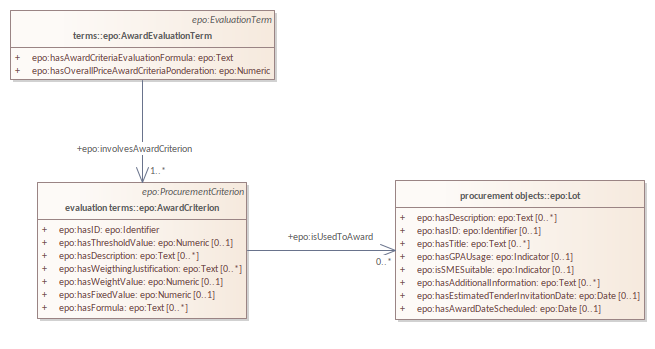 epo:EvaluationTerm
terms::epo:AwardEvaluationTerm
+ epo:hasAwardCriteriaEvaluationFormula: epo:Text
+ epo:hasOverallPriceAwardCriteriaPonderation: epo:Numeric
+epo:involvesAwardCriterion
1..*
epo:ProcurementCriterion
evaluation terms::epo:AwardCriterion
+ epo:hasID: epo:Identifier
+ epo:hasThresholdValue: epo:Numeric [0..1]
+ epo:hasDescription: epo:Text [0..*]
+ epo:hasWeigthingJustification: epo:Text [0..*]
+ epo:hasWeightValue: epo:Numeric [0..1]
+ epo:hasFixedValue: epo:Numeric [0..1]
+ epo:hasFormula: epo:Text [0..*]
+epo:isUsedToAward
0..*
procurement objects::epo:Lot
+ epo:hasDescription: epo:Text [0..*]
+ epo:hasID: epo:Identifier [0..1]
+ epo:hasTitle: epo:Text [0..*]
+ epo:hasGPAUsage: epo:Indicator [0..1]
+ epo:isSMESuitable: epo:Indicator [0..1]
+ epo:hasAdditionalInformation: epo:Text [0..*]
+ epo:hasEstimatedTenderInvitationDate: epo:Date [0..1]
+ epo:hasAwardDateScheduled: epo:Date [0..1]